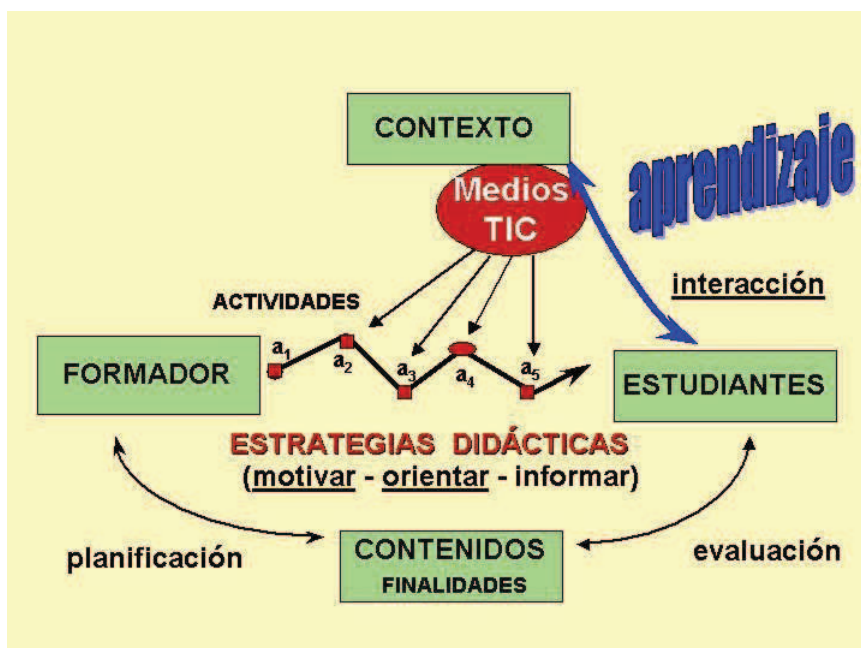 CONTEXTO
aprendizaje
Medios
TIC
interacción
ACTIVIDADES
a1
a2
a3
a4
a5
FORMADOR
ESTUDIANTES
ESTRATEGIAS DIDÁCTICAS
(motivar - orientar - informar)
planificación
CONTENIDOS
FINALIDADES
evaluación